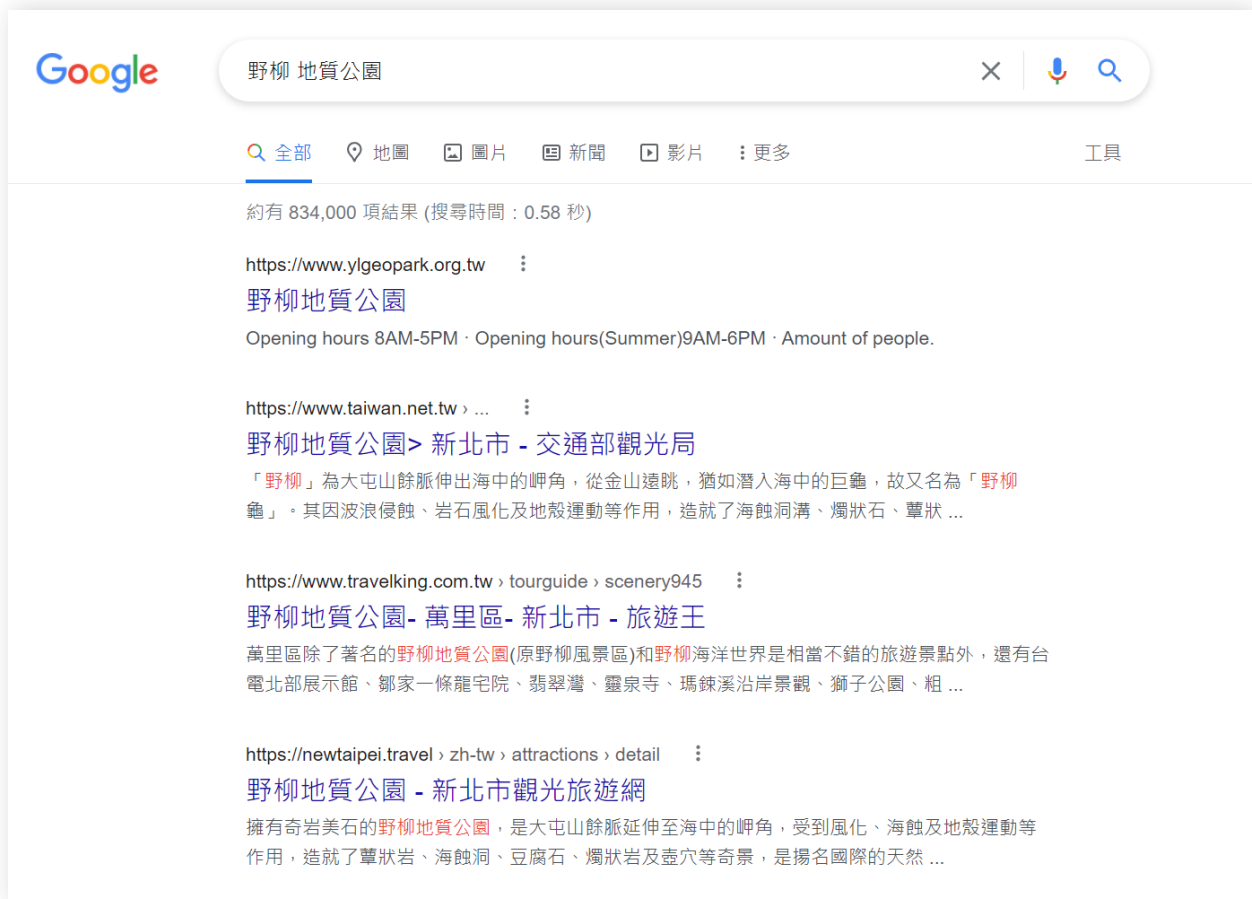 Google
野柳 地質公園
全部 地圖 圖片 新聞 影片 更多 工具
約有 834,000 項結果 (搜尋時間：0.58 秒)
https://www.ylgeopark.org.tw
野柳地質公園
Opening hours 8AM-5PM · Opening hours(Summer)9AM-6PM · Amount of people.
https://www.taiwan.net.tw › ...
野柳地質公園> 新北市 - 交通部觀光局
「野柳」為大屯山餘脈伸出海中的岬角，從金山遠眺，猶如潛入海中的巨龜，故又名為「野柳
龜」。其因波浪侵蝕、岩石風化及地殼運動等作用，造就了海蝕洞溝、燭狀石、蕈狀 ...
https://www.travelking.com.tw › tourguide › scenery945
野柳地質公園- 萬里區- 新北市 - 旅遊王
萬里區除了著名的野柳地質公園(原野柳風景區)和野柳海洋世界是相當不錯的旅遊景點外，還有台
電北部展示館、鄒家一條龍宅院、翡翠灣、靈泉寺、瑪鋉溪沿岸景觀、獅子公園、粗 ...
https://newtaipei.travel › zh-tw › attractions › detail
野柳地質公園 - 新北市觀光旅遊網
擁有奇岩美石的野柳地質公園，是大屯山餘脈延伸至海中的岬角，受到風化、海蝕及地殼運動等
作用，造就了蕈狀岩、海蝕洞、豆腐石、燭狀岩及壺穴等奇景，是揚名國際的天然 ...